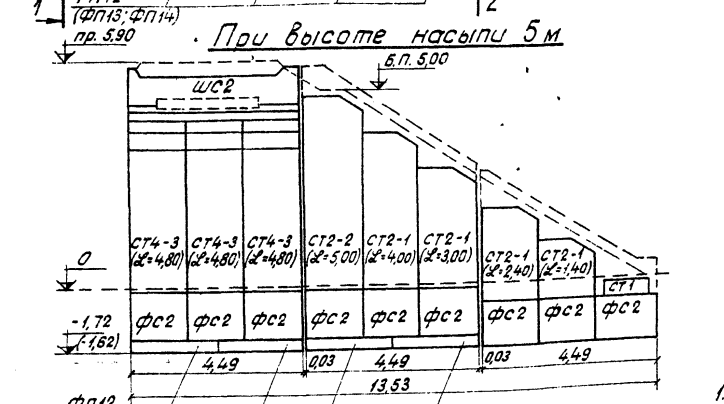 1
2
(ФП13; ФП14)
пр. 5,90
При высоте насыпи 5 м
Б.П. 5,00
ШС2
СТ4-3 СТ4-3 СТ4-3 СТ2-2 СТ2-1 СТ2-1
(ℒ=4,80) (ℒ=4,80) (ℒ=4,80) (ℒ=5,00) (ℒ=4,00) (ℒ=3,00)
СТ2-1 СТ2-1
(ℒ=2,40) (ℒ=1,40)
0
СТ1
ФС2 ФС2 ФС2 ФС2 ФС2 ФС2 ФС2 ФС2 ФС2
-1,72
(-1,62)
4,49 0,03 4,49 0,03 4,49
13,53
ФП12